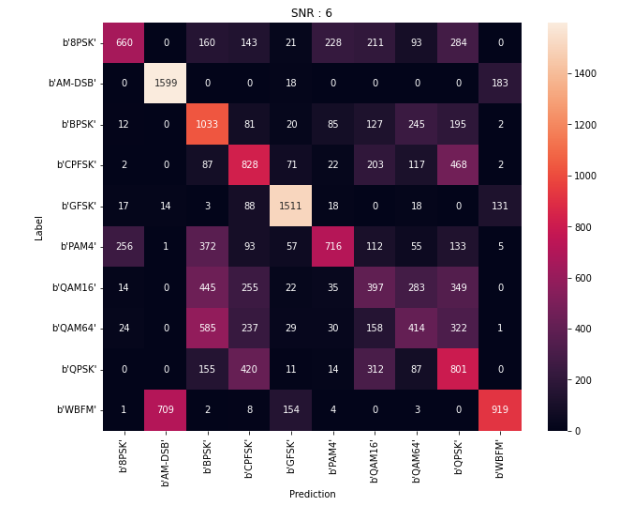 SNR : 6
b'8PSK' 660 0 160 143 21 228 211 93 284 0
b'AM-DSB' 0 1599 0 0 18 0 0 0 0 183
b'BPSK' 12 0 1033 81 20 85 127 245 195 2
b'CPFSK' 2 0 87 828 71 22 203 117 468 2
b'GFSK' 17 14 3 88 1511 18 0 18 0 131
b'PAM4' 256 1 372 93 57 716 112 55 133 5
b'QAM16' 14 0 445 255 22 35 397 283 349 0
b'QAM64' 24 0 585 237 29 30 158 414 322 1
b'QPSK' 0 0 155 420 11 14 312 87 801 0
b'WBFM' 1 709 2 8 154 4 0 3 0 919
Label
b'8PSK' b'AM-DSB' b'BPSK' b'CPFSK' b'GFSK' b'PAM4' b'QAM16' b'QAM64' b'QPSK' b'WBFM'
Prediction
1400
1200
1000
800
600
400
200
0